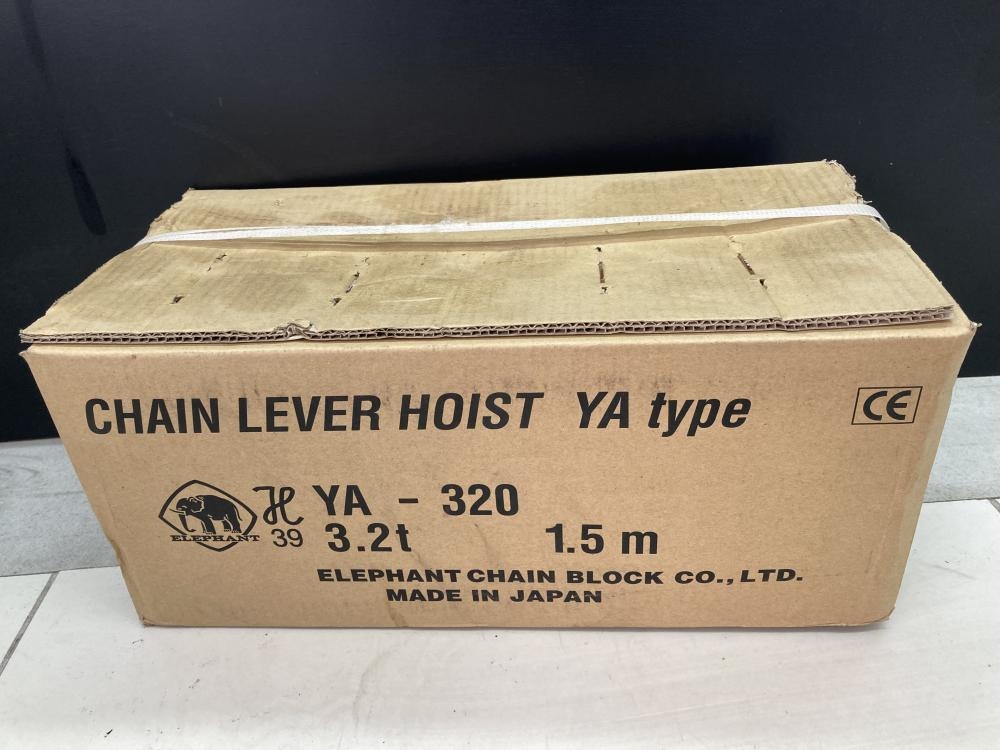 CHAIN LEVER HOIST YA type
CE
YA - 320
ELEPHANT
H
39
3.2t 1.5 m
ELEPHANT CHAIN BLOCK CO., LTD.
MADE IN JAPAN